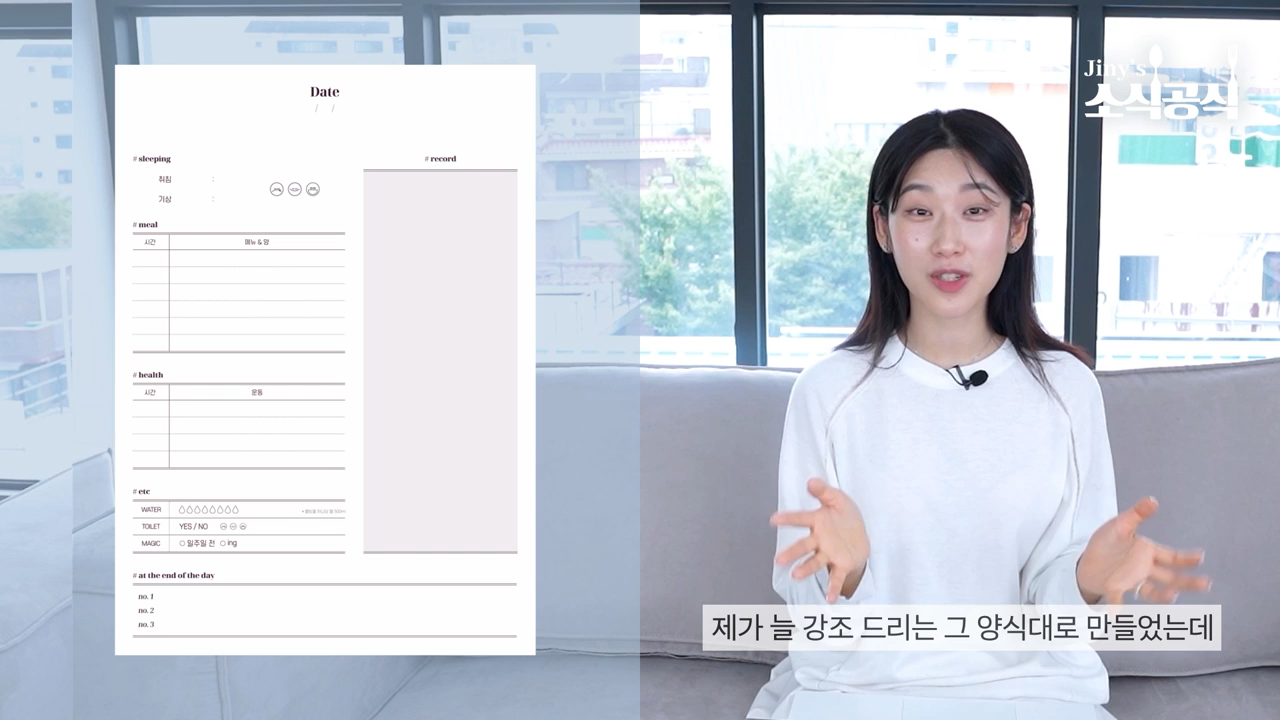 Date
/ /
# sleeping
취침 :
기상 :
# record
# meal
시간 메뉴 & 양
# health
시간 운동
# etc
WATER
TOILET YES / NO
MAGIC 일주일 전 ing
# at the end of the day
no. 1
no. 2
no. 3
Jiny's
소식공식
제가 늘 강조 드리는 그 양식대로 만들었는데